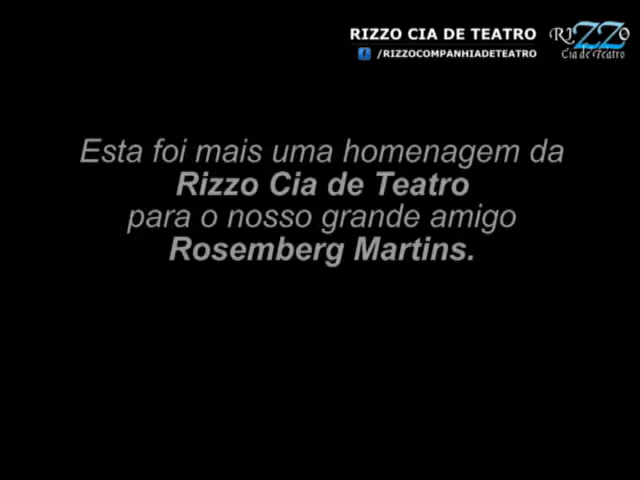 RIZZO CIA DE TEATRO
/RIZZOCOMPANHIADETEATRO
RIZZO
Cia de Teatro
Esta foi mais uma homenagem da
Rizzo Cia de Teatro
para o nosso grande amigo
Rosemberg Martins.